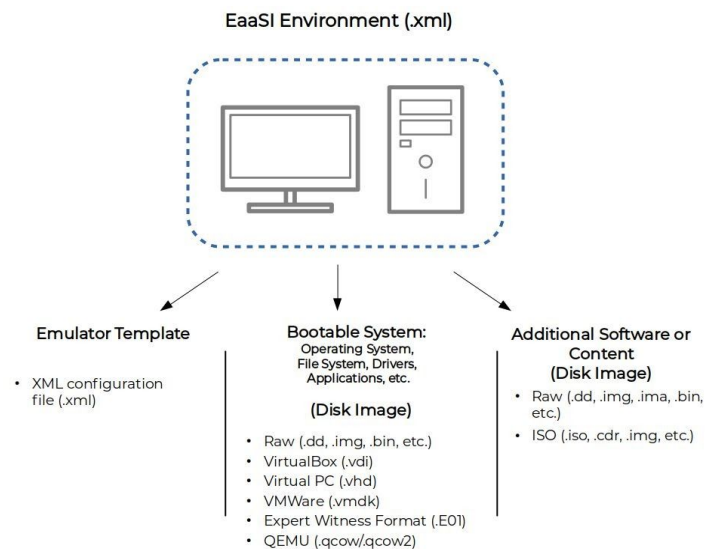 EaaSI Environment (.xml)
Emulator Template
• XML configuration
file (.xml)
Bootable System:
Operating System,
File System, Drivers,
Applications, etc.
(Disk Image)
• Raw (.dd, .img, .bin, etc.)
• VirtualBox (.vdi)
• Virtual PC (.vhd)
• VMWare (.vmdk)
• Expert Witness Format (.E01)
• QEMU (.qcow/.qcow2)
Additional Software or
Content
(Disk Image)
• Raw (.dd, .img, .ima, .bin,
etc.)
• ISO (.iso, .cdr, .img, etc.)